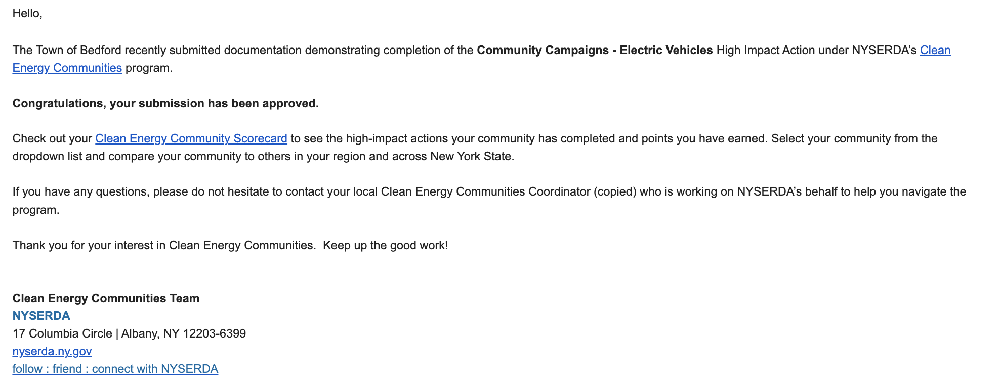 Hello,
The Town of Bedford recently submitted documentation demonstrating completion of the Community Campaigns - Electric Vehicles High Impact Action under NYSERDA’s Clean
Energy Communities program.
Congratulations, your submission has been approved.
Check out your Clean Energy Community Scorecard to see the high-impact actions your community has completed and points you have earned. Select your community from the
dropdown list and compare your community to others in your region and across New York State.
If you have any questions, please do not hesitate to contact your local Clean Energy Communities Coordinator (copied) who is working on NYSERDA’s behalf to help you navigate the
program.
Thank you for your interest in Clean Energy Communities.  Keep up the good work!
Clean Energy Communities Team
NYSERDA
17 Columbia Circle | Albany, NY 12203-6399
nyserda.ny.gov
follow : friend : connect with NYSERDA